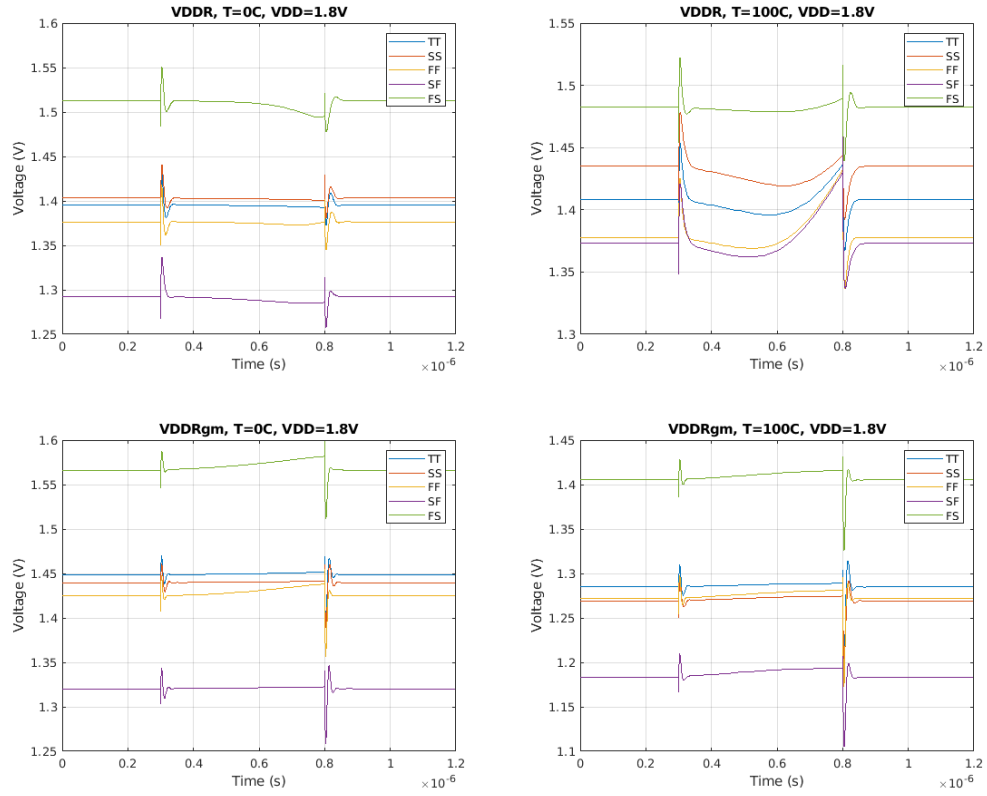 VDDR, T=0C, VDD=1.8V
1.6
1.55
1.5
1.45
1.4
1.35
1.3
1.25
Voltage (V)
TT
SS
FF
SF
FS
0 0.2 0.4 0.6 0.8 1 1.2
Time (s)
×10-6
VDDR, T=100C, VDD=1.8V
1.55
1.5
1.45
1.4
1.35
1.3
Voltage (V)
TT
SS
FF
SF
FS
0 0.2 0.4 0.6 0.8 1 1.2
Time (s)
×10-6
VDDRgm, T=0C, VDD=1.8V
1.6
1.55
1.5
1.45
1.4
1.35
1.3
1.25
Voltage (V)
TT
SS
FF
SF
FS
0 0.2 0.4 0.6 0.8 1 1.2
Time (s)
×10-6
VDDRgm, T=100C, VDD=1.8V
1.45
1.4
1.35
1.3
1.25
1.2
1.15
1.1
Voltage (V)
TT
SS
FF
SF
FS
0 0.2 0.4 0.6 0.8 1 1.2
Time (s)
×10-6